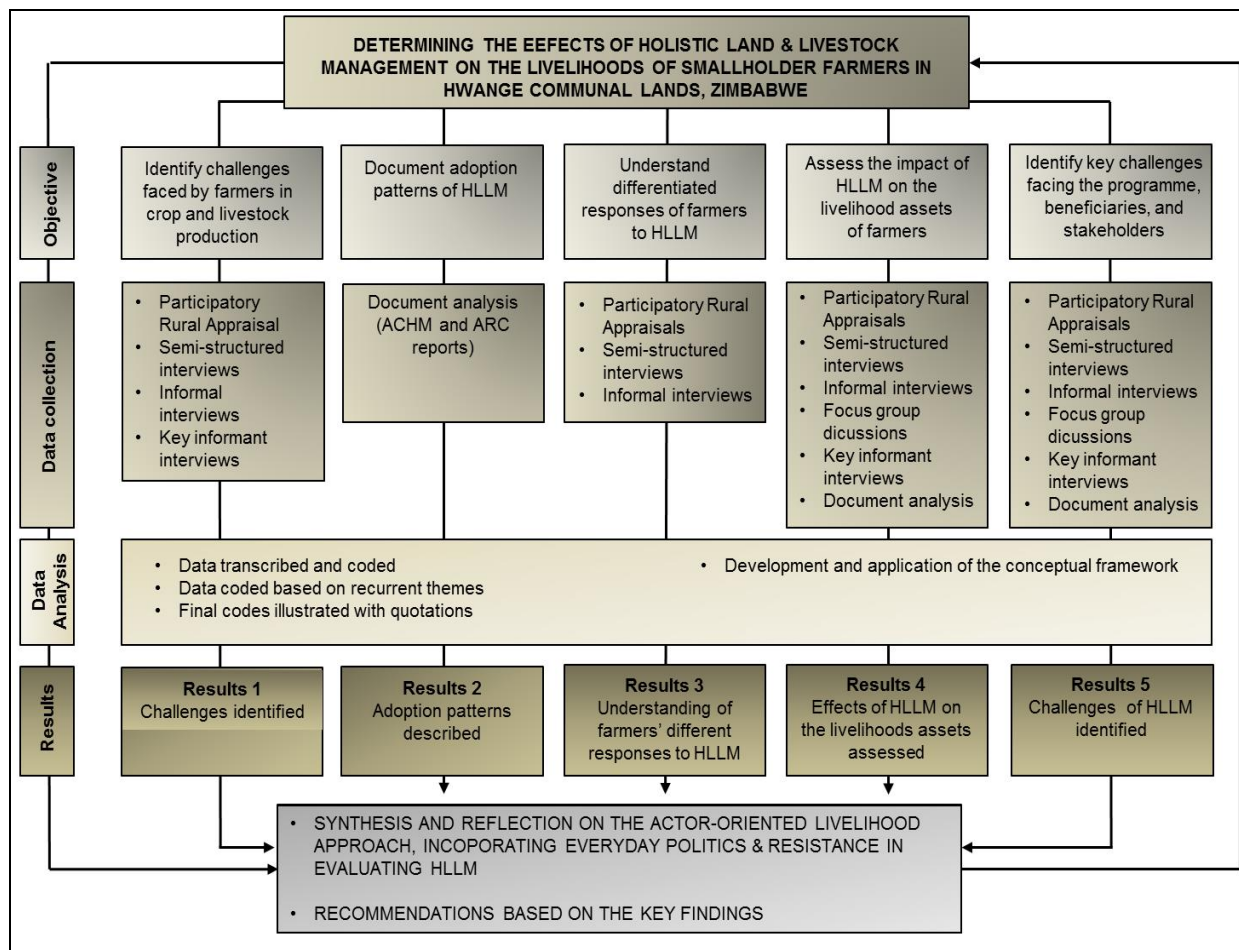 DETERMINING THE EEFECTS OF HOLISTIC LAND & LIVESTOCK
MANAGEMENT ON THE LIVELIHOODS OF SMALLHOLDER FARMERS IN
HWANGE COMMUNAL LANDS, ZIMBABWE
Objective
Identify challenges
faced by farmers in
crop and livestock
production
Document adoption
patterns of HLLM
Understand
differentiated
responses of farmers
to HLLM
Assess the impact of
HLLM on the
livelihood assets
of farmers
Identify key challenges
facing the programme,
beneficiaries, and
stakeholders
Data collection
• Participatory
Rural Appraisal
• Semi-structured
interviews
• Informal
interviews
• Key informant
interviews
Document analysis
(ACHM and ARC
reports)
• Participatory Rural
Appraisals
• Semi-structured
interviews
• Informal interviews
• Participatory Rural
Appraisals
• Semi-structured
interviews
• Informal interviews
• Focus group
dicussions
• Key informant
interviews
• Document analysis
• Participatory Rural
Appraisals
• Semi-structured
interviews
• Informal interviews
• Focus group
dicussions
• Key informant
interviews
• Document analysis
Data
Analysis
• Data transcribed and coded
• Data coded based on recurrent themes
• Final codes illustrated with quotations
• Development and application of the conceptual framework
Results
Results 1
Challenges identified
Results 2
Adoption patterns
described
Results 3
Understanding of
farmers' different
responses to HLLM
Results 4
Effects of HLLM on
the livelihoods assets
assessed
Results 5
Challenges of HLLM
identified
• SYNTHESIS AND REFLECTION ON THE ACTOR-ORIENTED LIVELIHOOD
APPROACH, INCOPORATING EVERYDAY POLITICS & RESISTANCE IN
EVALUATING HLLM
• RECOMMENDATIONS BASED ON THE KEY FINDINGS